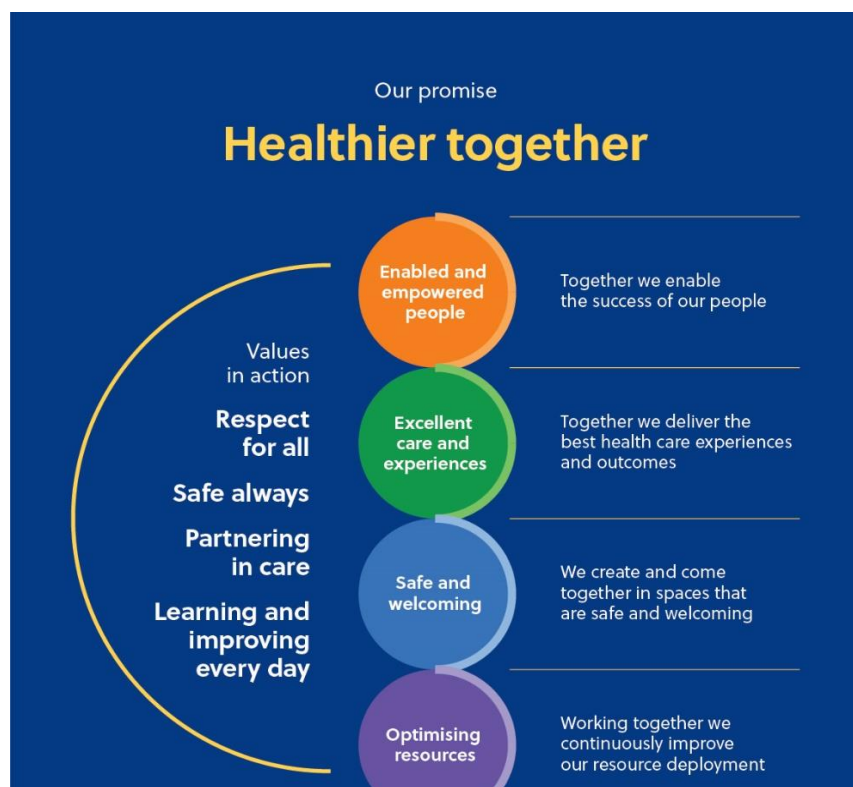 Our promise
Healthier together
Values
in action
Respect
for all
Safe always
Partnering
in care
Learning and
improving
every day
Enabled and
empowered
people
Together we enable
the success of our people
Excellent
care and
experiences
Together we deliver the
best health care experiences
and outcomes
Safe and
welcoming
We create and come
together in spaces that
are safe and welcoming
Optimising
resources
Working together we
continuously improve
our resource deployment